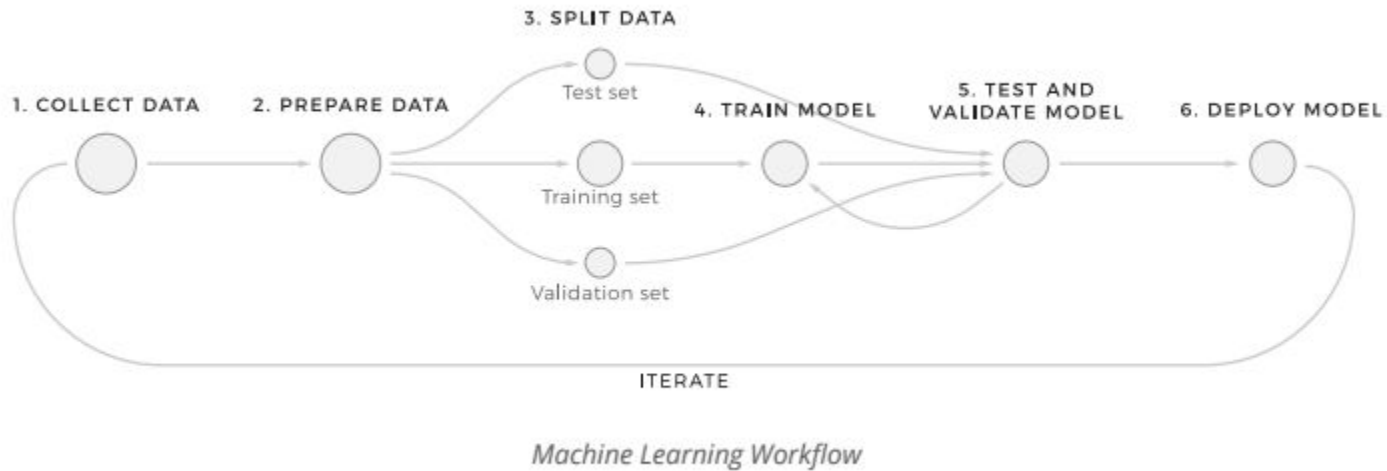 3. SPLIT DATA
Test set
1. COLLECT DATA
2. PREPARE DATA
4. TRAIN MODEL
5. TEST AND
VALIDATE MODEL
6. DEPLOY MODEL
Training set
Validation set
ITERATE
Machine Learning Workflow